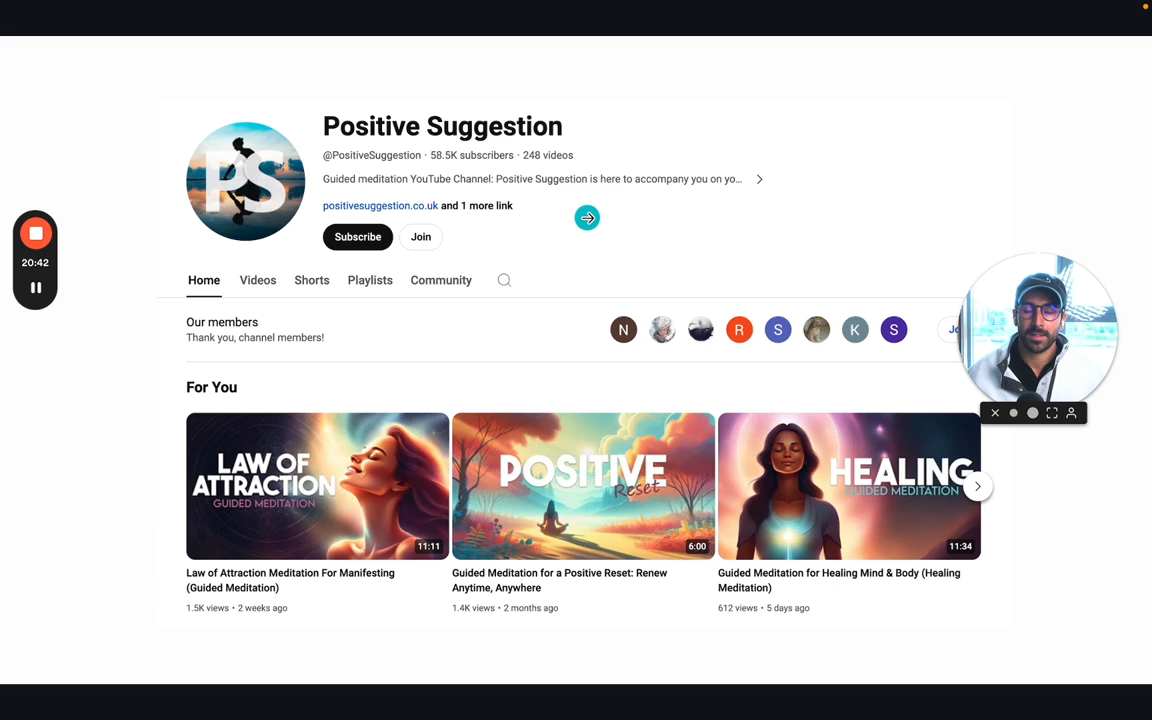 PS
Positive Suggestion
@PositiveSuggestion · 58.5K subscribers · 248 videos
Guided meditation YouTube Channel: Positive Suggestion is here to accompany you on yo...
positivesuggestion.co.uk and 1 more link
Subscribe
Join
20:42
Home
Videos
Shorts
Playlists
Community
Our members
Thank you, channel members!
N
R
S
K
S
Jo
For You
LAW OF
ATTRACTION
GUIDED MEDITATION
11:11
POSITIVE
Reset
6:00
HEALING
GUIDED MEDITATION
11:34
Law of Attraction Meditation For Manifesting
(Guided Meditation)
1.5K views • 2 weeks ago
Guided Meditation for a Positive Reset: Renew
Anytime, Anywhere
1.4K views • 2 months ago
Guided Meditation for Healing Mind & Body (Healing
Meditation)
612 views • 5 days ago